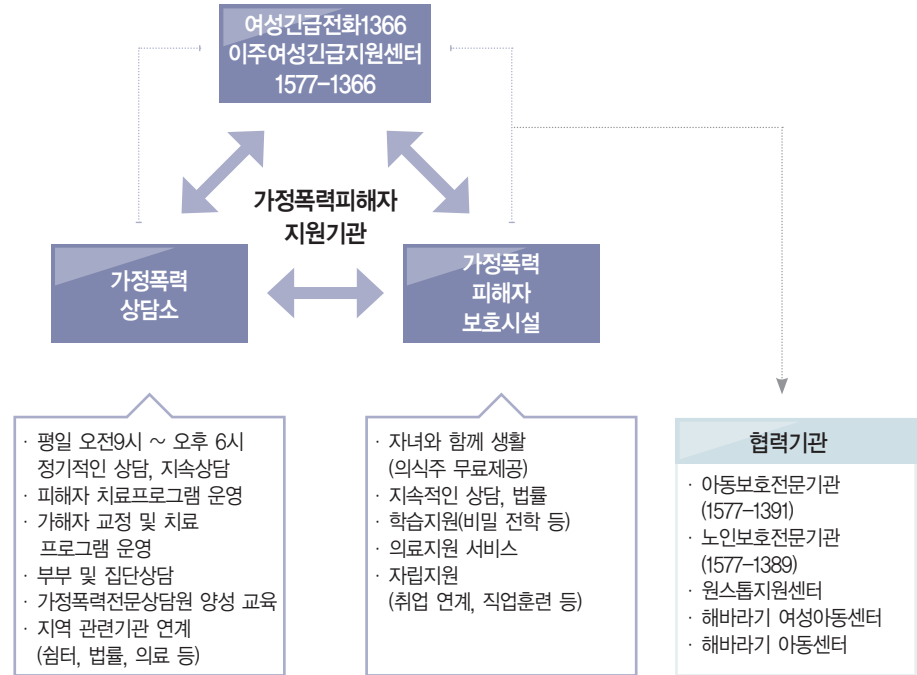 여성긴급전화1366
이주여성긴급지원센터
1577-1366
가정폭력피해자
지원기관
가정폭력
상담소
가정폭력
피해자
보호시설
· 평일 오전9시 ~ 오후 6시
정기적인 상담, 지속상담
· 피해자 치료프로그램 운영
· 가해자 교정 및 치료
프로그램 운영
· 부부 및 집단상담
· 가정폭력전문상담원 양성 교육
· 지역 관련기관 연계
(쉼터, 법률, 의료 등)
· 자녀와 함께 생활
(의식주 무료제공)
· 지속적인 상담, 법률
· 학습지원(비밀 전학 등)
· 의료지원 서비스
· 자립지원
(취업 연계, 직업훈련 등)
협력기관
· 아동보호전문기관
(1577-1391)
· 노인보호전문기관
(1577-1389)
· 원스톱지원센터
· 해바라기 여성아동센터
· 해바라기 아동센터